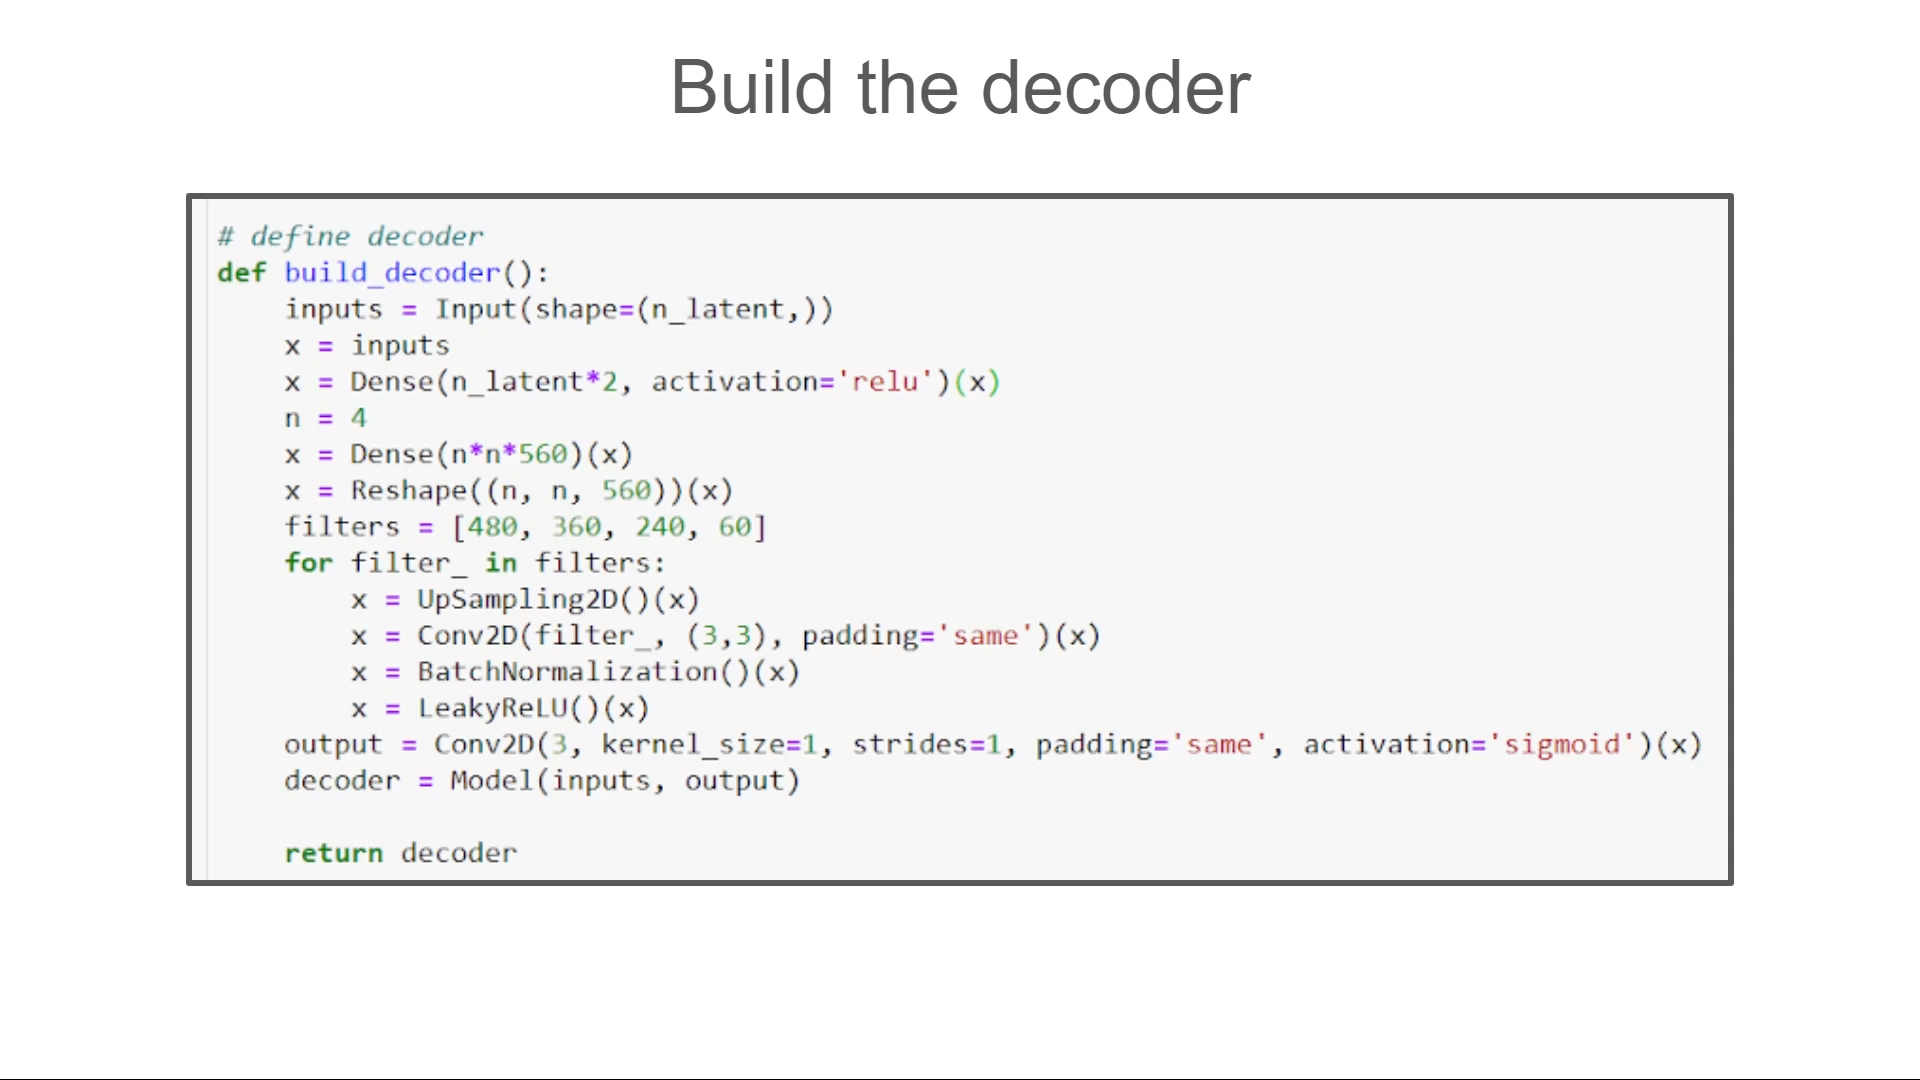 Build the decoder
# define decoder
def build_decoder():
    inputs = Input(shape=(n_latent,))
    x = inputs
    x = Dense(n_latent*2, activation='relu')(x)
    n = 4
    x = Dense(n*n*560)(x)
    x = Reshape((n, n, 560))(x)
    filters = [480, 360, 240, 60]
    for filter_ in filters:
        x = UpSampling2D()(x)
        x = Conv2D(filter_, (3,3), padding='same')(x)
        x = BatchNormalization()(x)
        x = LeakyReLU()(x)
    output = Conv2D(3, kernel_size=1, strides=1, padding='same', activation='sigmoid')(x)
    decoder = Model(inputs, output)
    return decoder